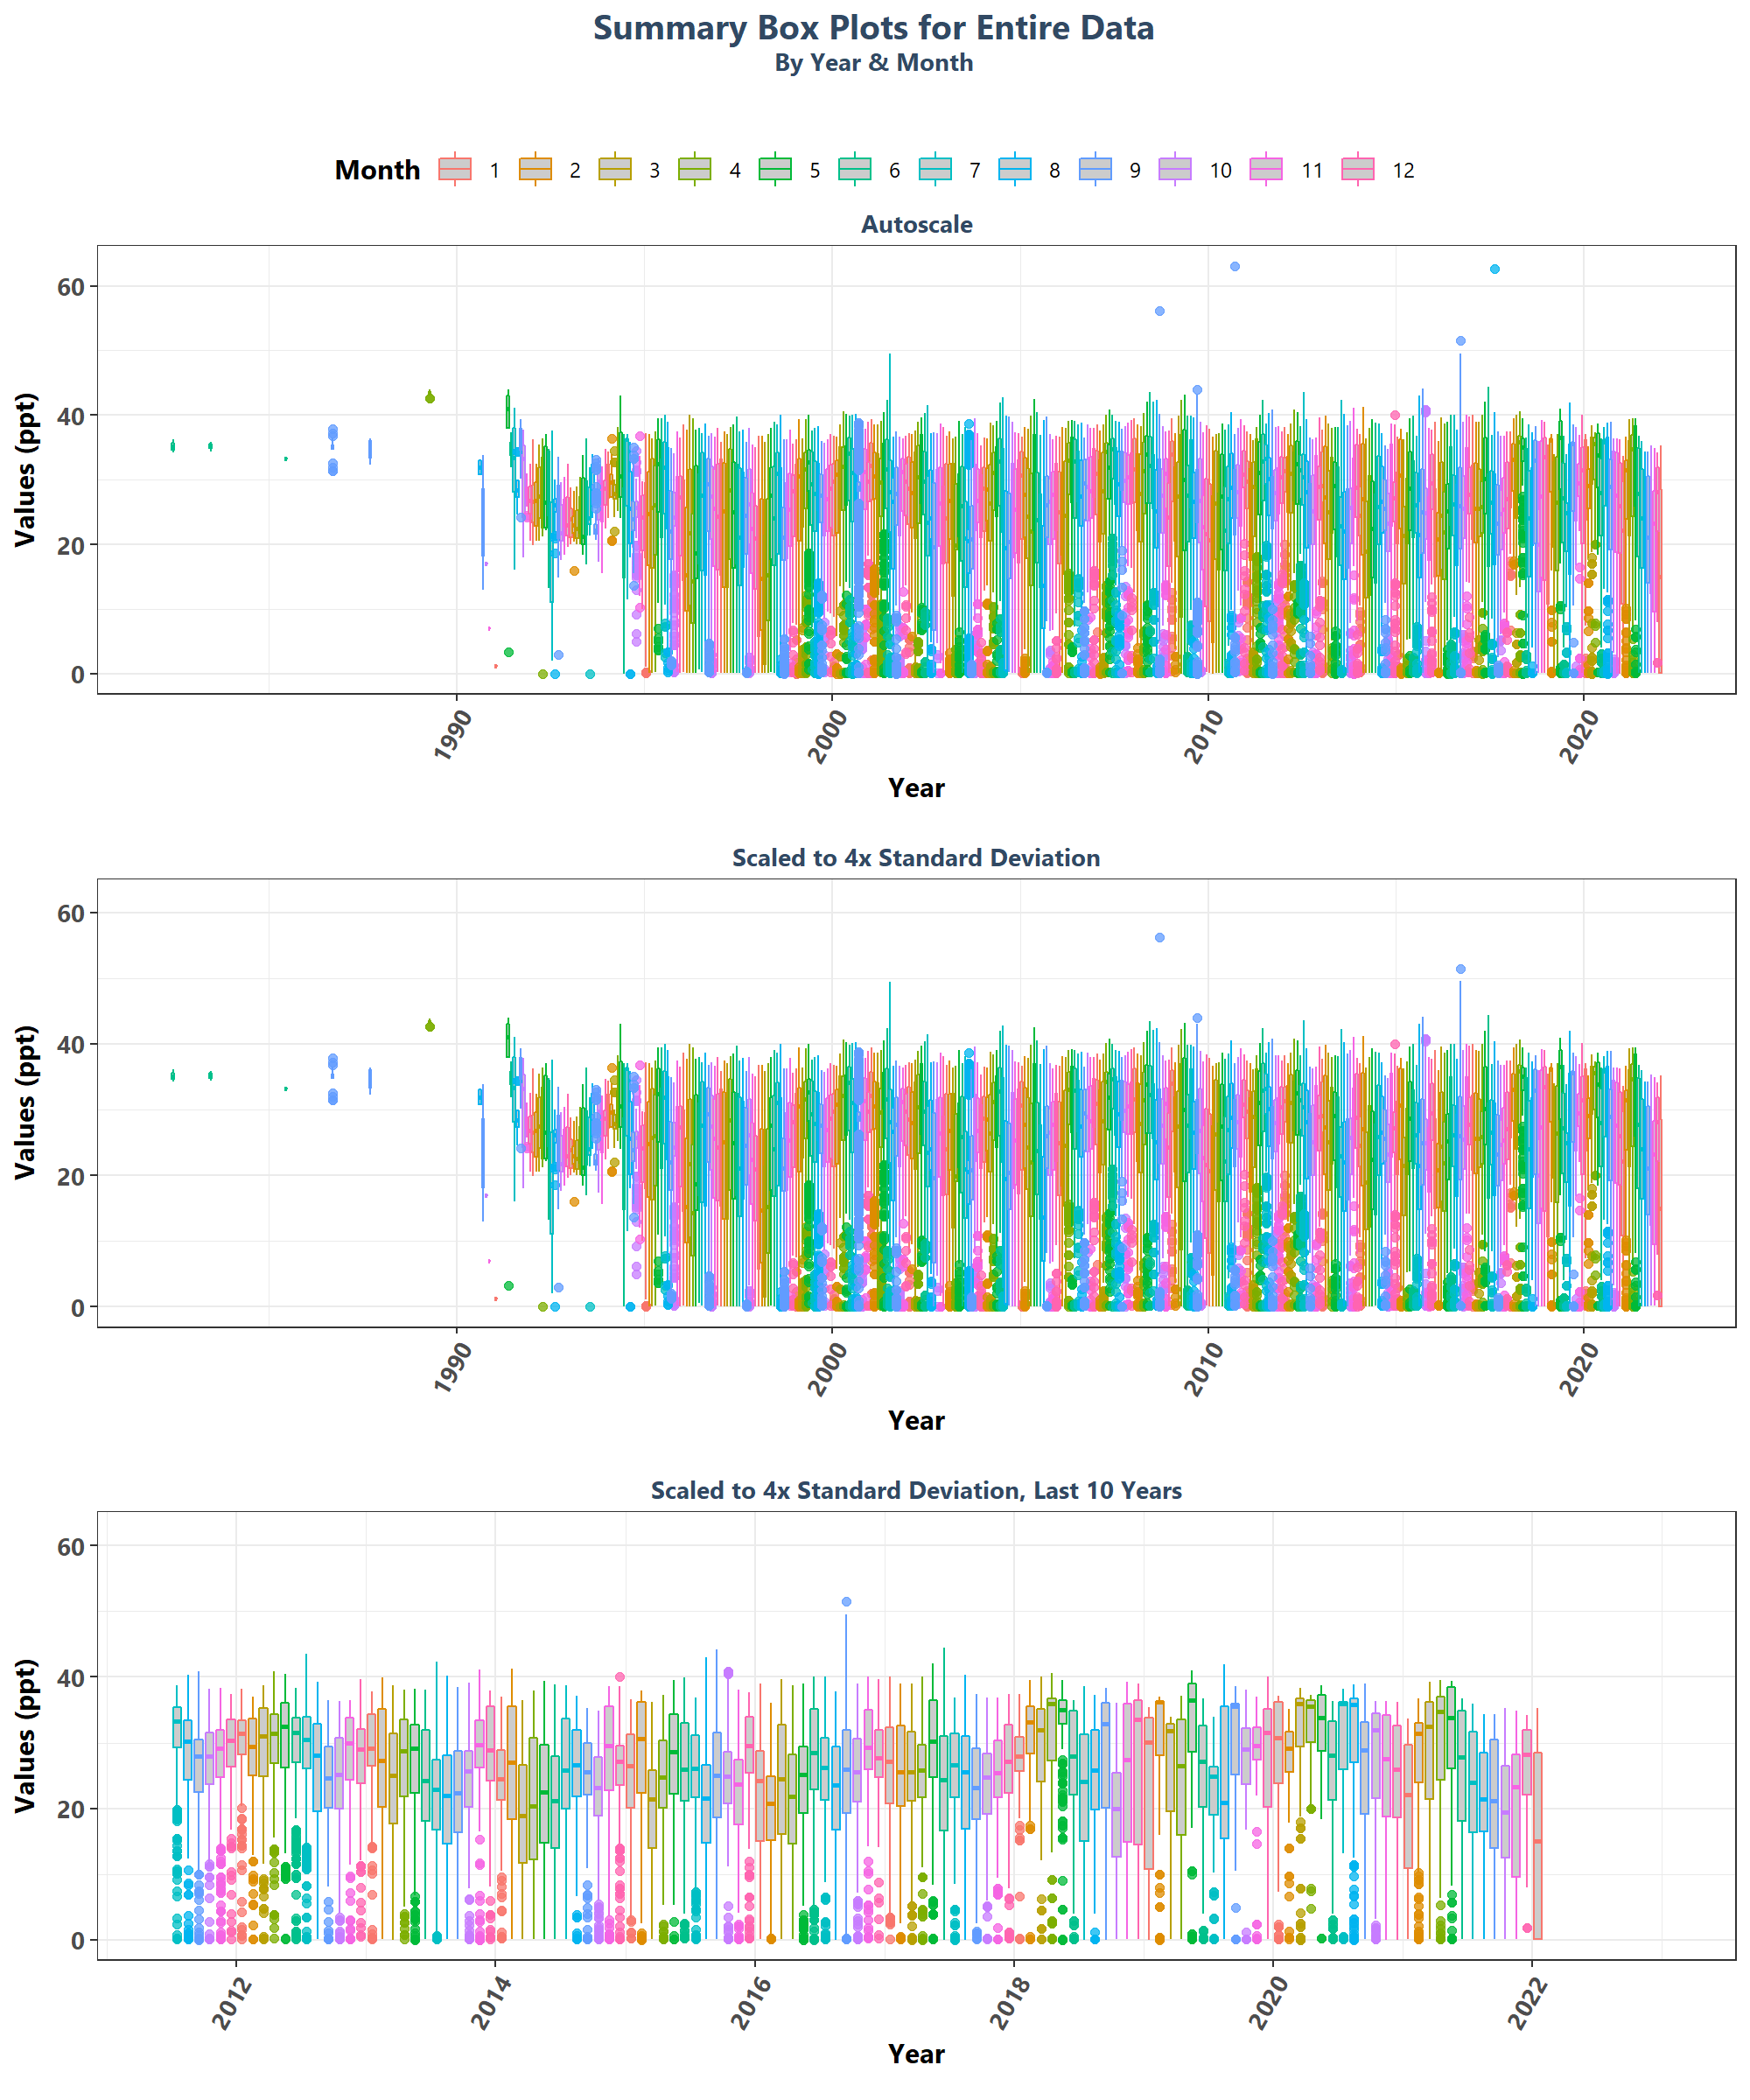 Summary Box Plots for Entire Data
By Year & Month
Month 1 2 3 4 5 6 7 8 9 10 11 12
Autoscale
Values (ppt)
60
40
20
0
1990 2000 2010 2020
Year
Scaled to 4x Standard Deviation
Values (ppt)
60
40
20
0
1990 2000 2010 2020
Year
Scaled to 4x Standard Deviation, Last 10 Years
Values (ppt)
60
40
20
0
2012 2014 2016 2018 2020 2022
Year